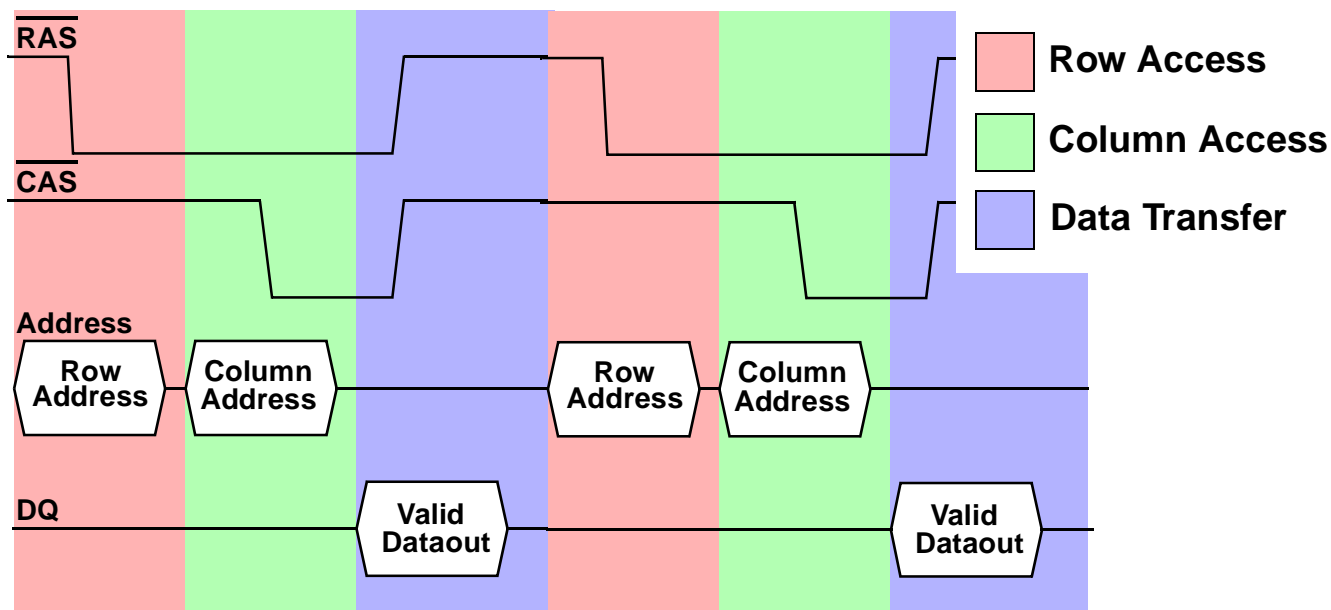 RAS
Row Access
Column Access
CAS
Data Transfer
Address
Row
Address
Column
Address
Row
Address
Column
Address
DQ
Valid
Dataout
Valid
Dataout